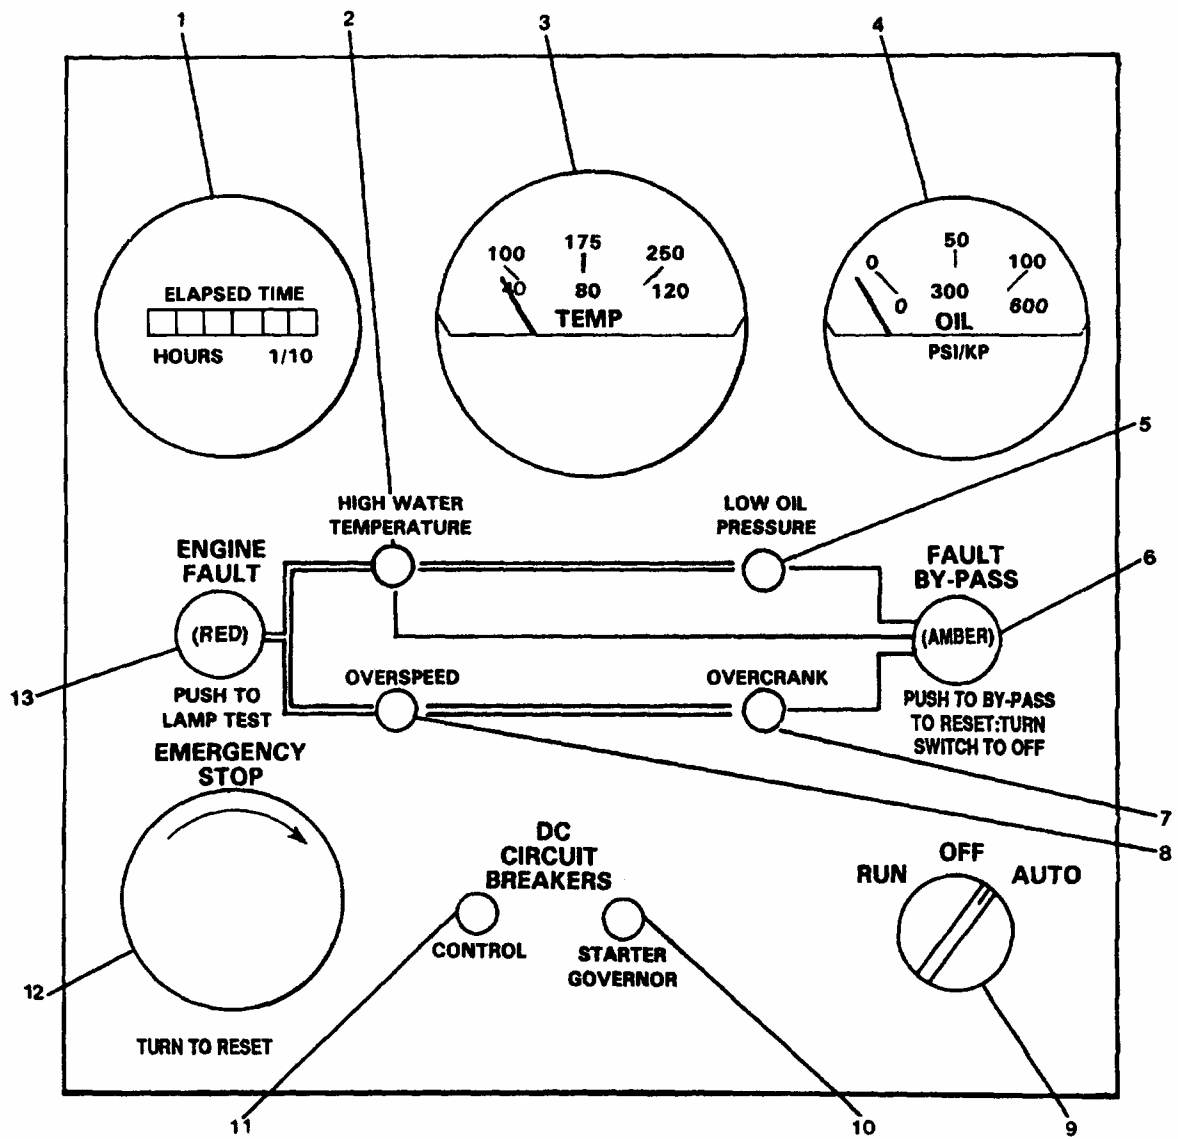 1
2
3
4
ELAPSED TIME
HOURS 1/10
100 175 250
40 80 120
TEMP
0 50 100
0 300 600
OIL
PSI/KP
5
HIGH WATER
TEMPERATURE
LOW OIL
PRESSURE
ENGINE
FAULT
(RED)
PUSH TO
LAMP TEST
FAULT
BY-PASS
(AMBER)
PUSH TO BY-PASS
TO RESET:TURN
SWITCH TO OFF
6
13
OVERSPEED
OVERCRANK
EMERGENCY
STOP
TURN TO RESET
7
8
DC
CIRCUIT
BREAKERS
CONTROL
STARTER
GOVERNOR
RUN OFF AUTO
12
11
10
9